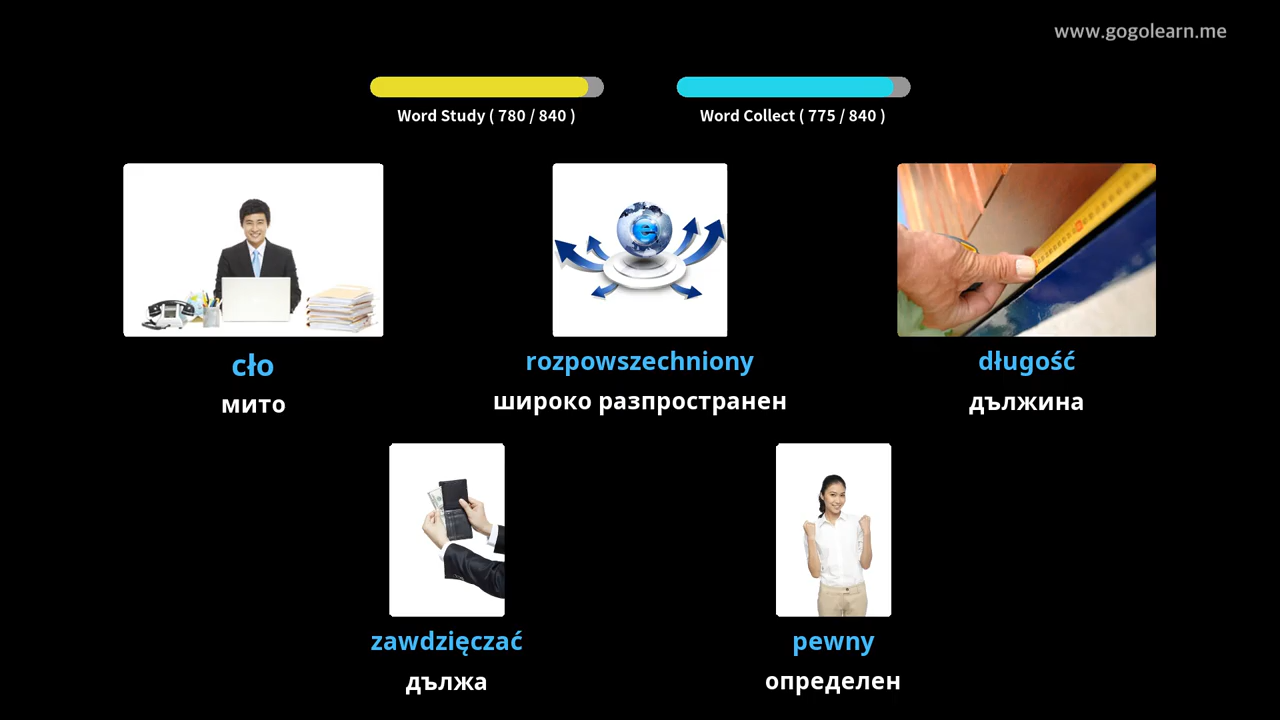 www.gogolearn.me
Word Study ( 780 / 840 )
Word Collect ( 775 / 840 )
cło
мито
rozpowszechniony
широко разпространен
długość
дължина
zawdzięczać
дължа
pewny
определен